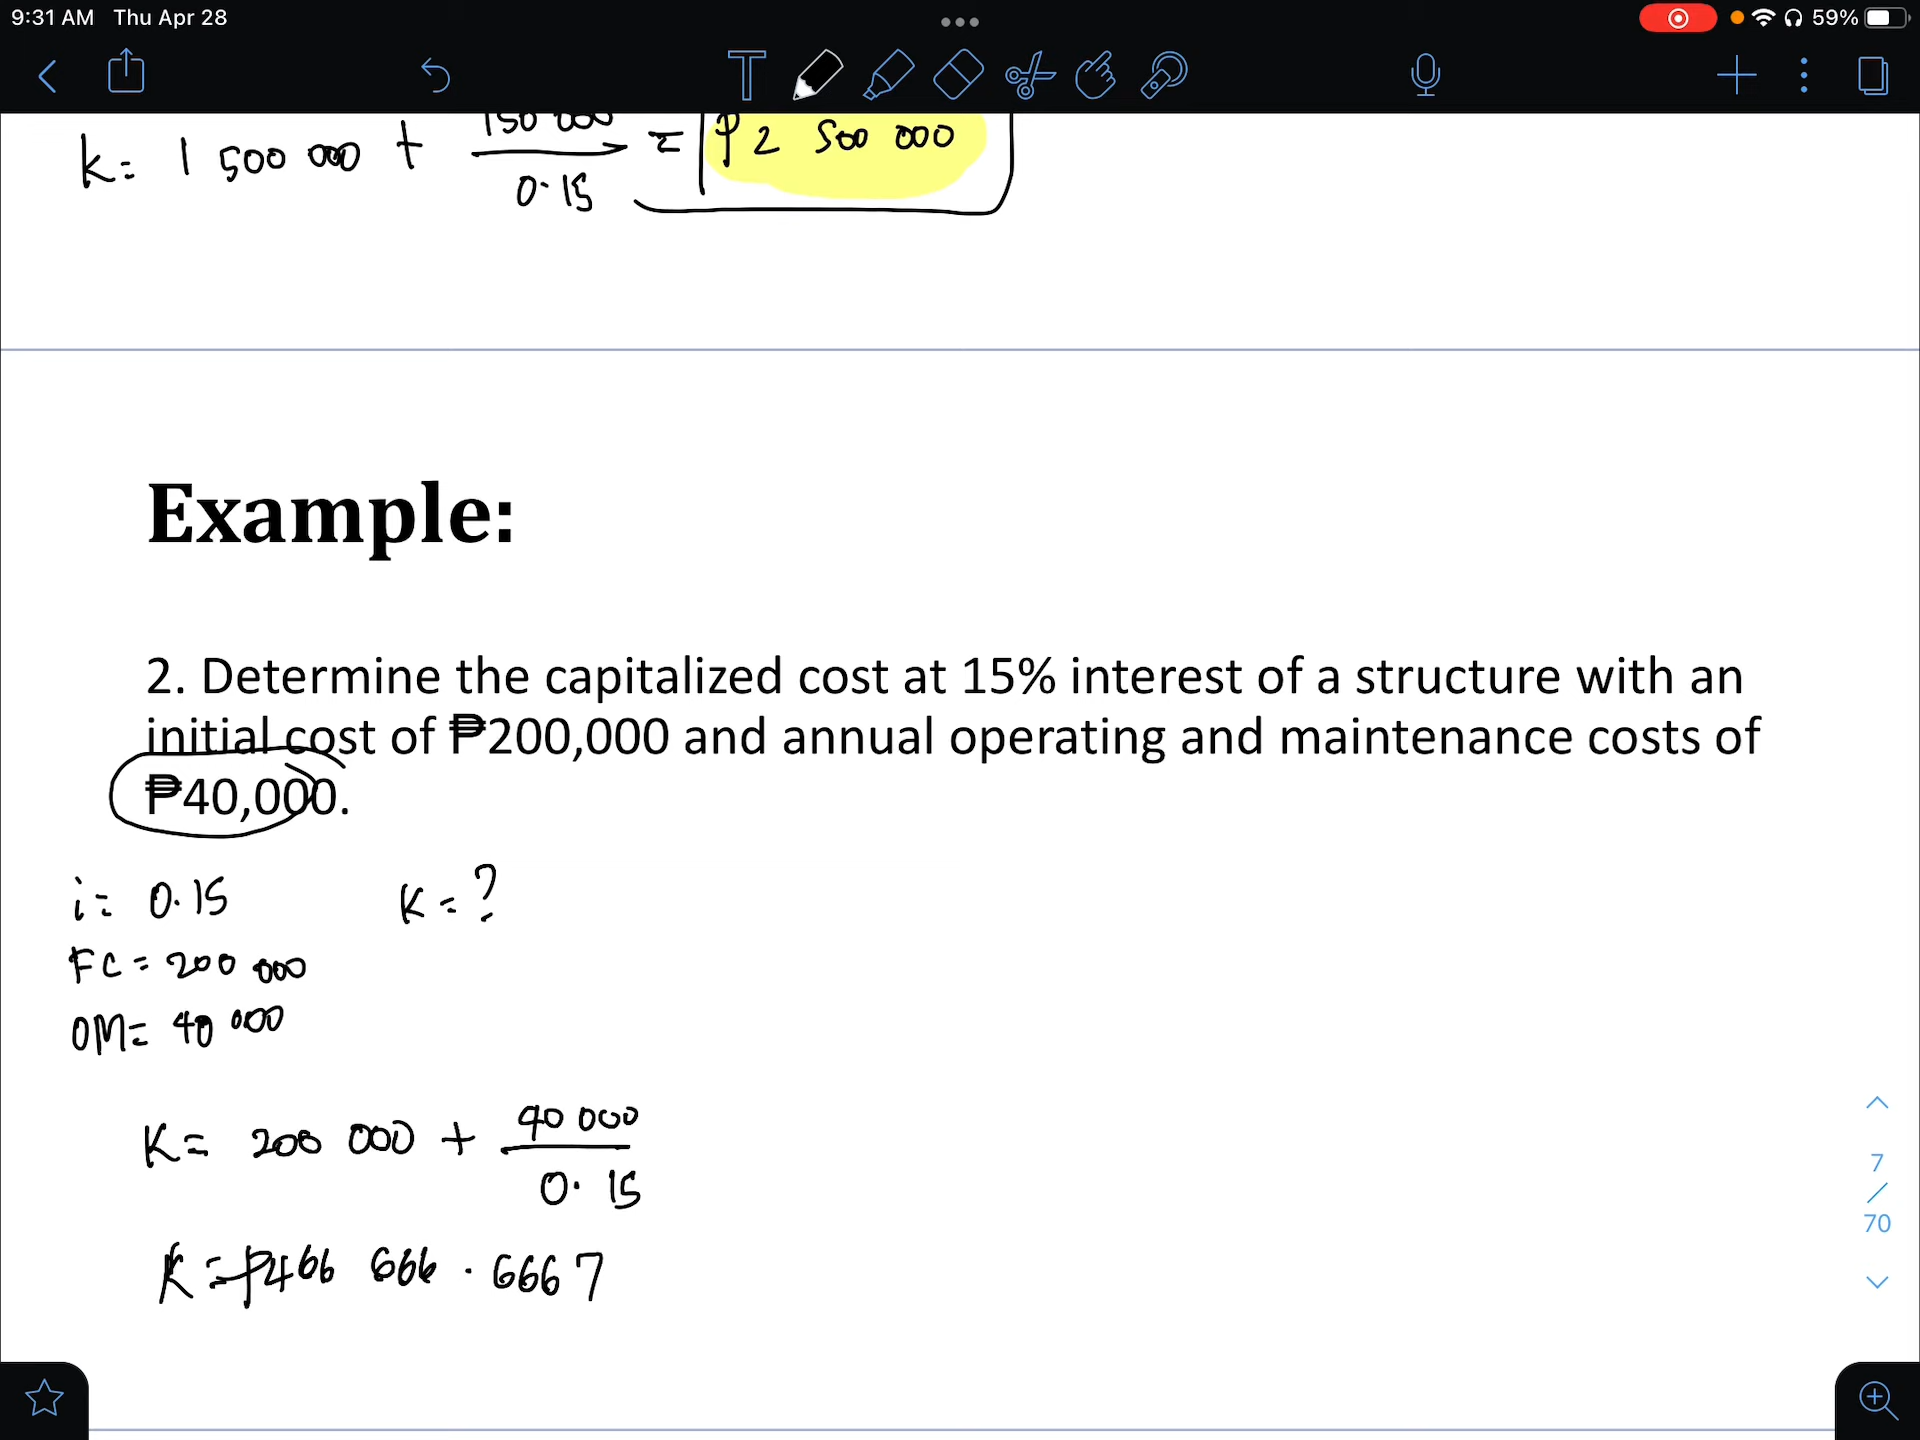 9:31 AM Thu Apr 28
59%
k = 1 500 000 + 150 000 / 0.15 = ₱2 500 000
Example:
2. Determine the capitalized cost at 15% interest of a structure with an
initial cost of ₱200,000 and annual operating and maintenance costs of
₱40,000.
i = 0.15 K = ?
FC = 200 000
OM = 40 000
K = 200 000 + 40 000 / 0.15
K = ₱466 666.6667
7
/
70